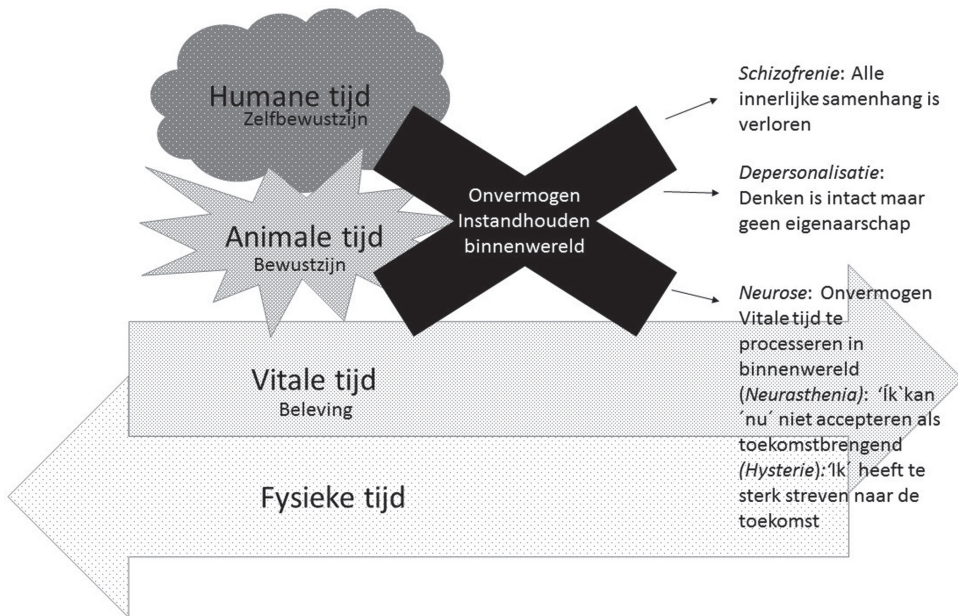 Humane tijd
Zelfbewustzijn
Animale tijd
Bewustzijn
Onvermogen
Instandhouden
binnenwereld
Vitale tijd
Beleving
Fysieke tijd
Schizofrenie: Alle
innerlijke samenhang is
verloren
Depersonalisatie:
Denken is intact maar
geen eigenaarschap
Neurose: Onvermogen
Vitale tijd te
processeren in
binnenwereld
(Neurasthenia): ‘Ík`kan
´nu´ niet accepteren als
toekomstbrengend
(Hysterie):‘Ik´ heeft te
sterk streven naar de
toekomst